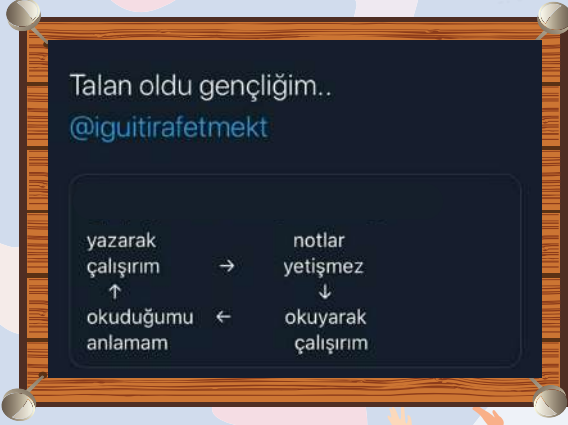 Talan oldu gençliğim..
@iguitirafetmekt
yazarak notlar
çalışırım → yetişmez
↑ ↓
okuduğumu ← okuyarak
anlamam çalışırım